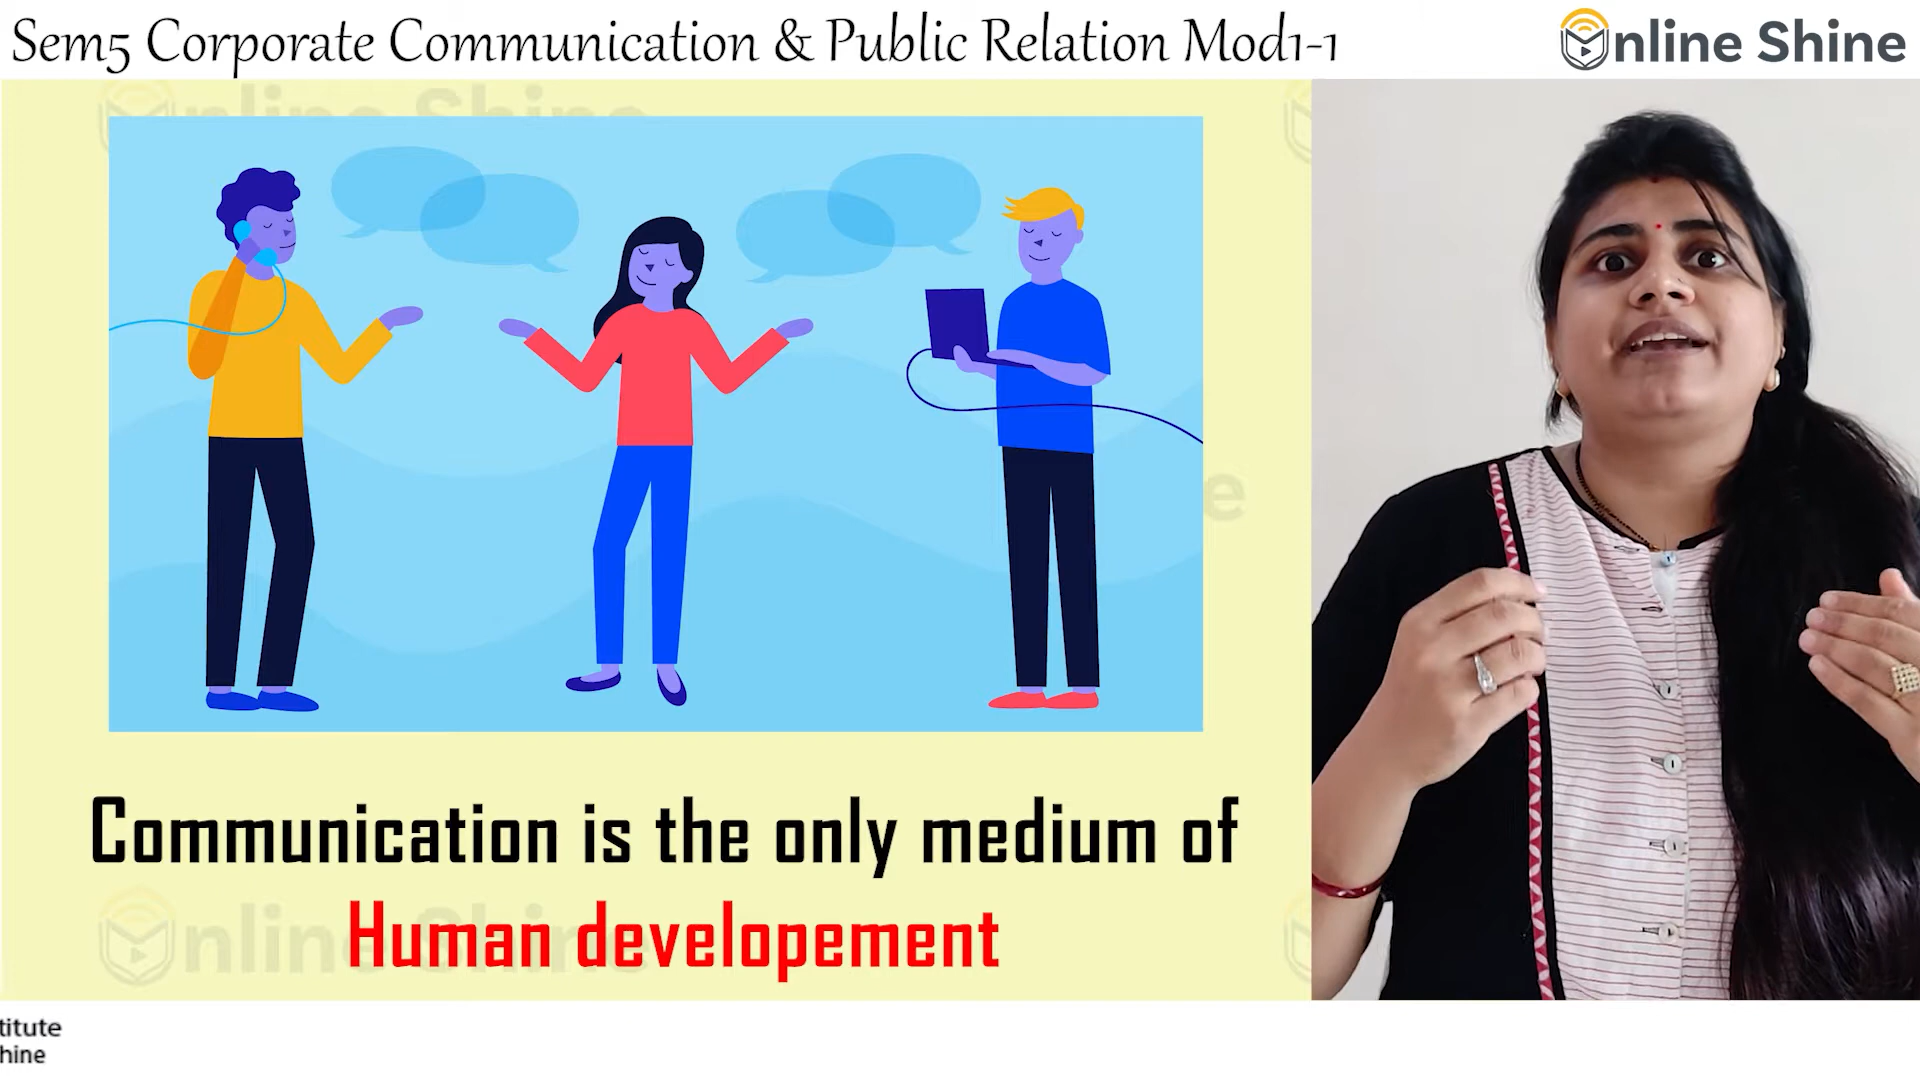 Sem5 Corporate Communication & Public Relation Mod1-1
Online Shine
Communication is the only medium of
Human developement
titute
hine